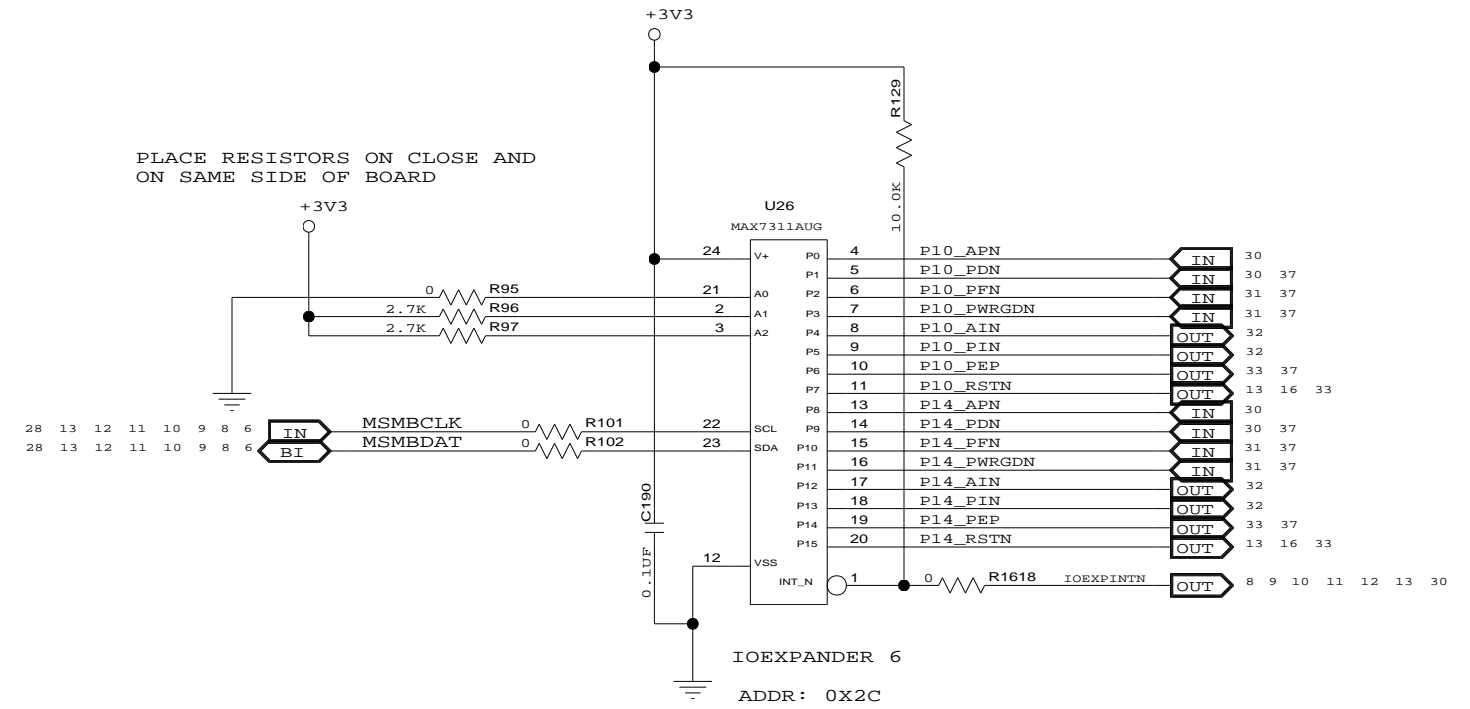 +3V3
R129
10.0K
PLACE RESISTORS ON CLOSE AND
ON SAME SIDE OF BOARD
+3V3
U26
MAX7311AUG
24 V+ P0 4 P10_APN IN 30
P1 5 P10_PDN IN 30 37
0 R95 21 A0 P2 6 P10_PFN IN 31 37
2.7K R96 2 A1 P3 7 P10_PWRGDN IN 31 37
2.7K R97 3 A2 P4 8 P10_AIN OUT 32
P5 9 P10_PIN OUT 32
P6 10 P10_PEP OUT 33 37
P7 11 P10_RSTN OUT 13 16 33
P8 13 P14_APN IN 30
28 13 12 11 10 9 8 6 IN MSMBCLK 0 R101 22 SCL P9 14 P14_PDN IN 30 37
28 13 12 11 10 9 8 6 BI MSMBDAT 0 R102 23 SDA P10 15 P14_PFN IN 31 37
P11 16 P14_PWRGDN IN 31 37
P12 17 P14_AIN OUT 32
P13 18 P14_PIN OUT 32
P14 19 P14_PEP OUT 33 37
P15 20 P14_RSTN OUT 13 16 33
C190
0.1UF
12 VSS
INT_N 1 0 R1618 IOEXPINTN OUT 8 9 10 11 12 13 30
IOEXPANDER 6
ADDR: 0X2C